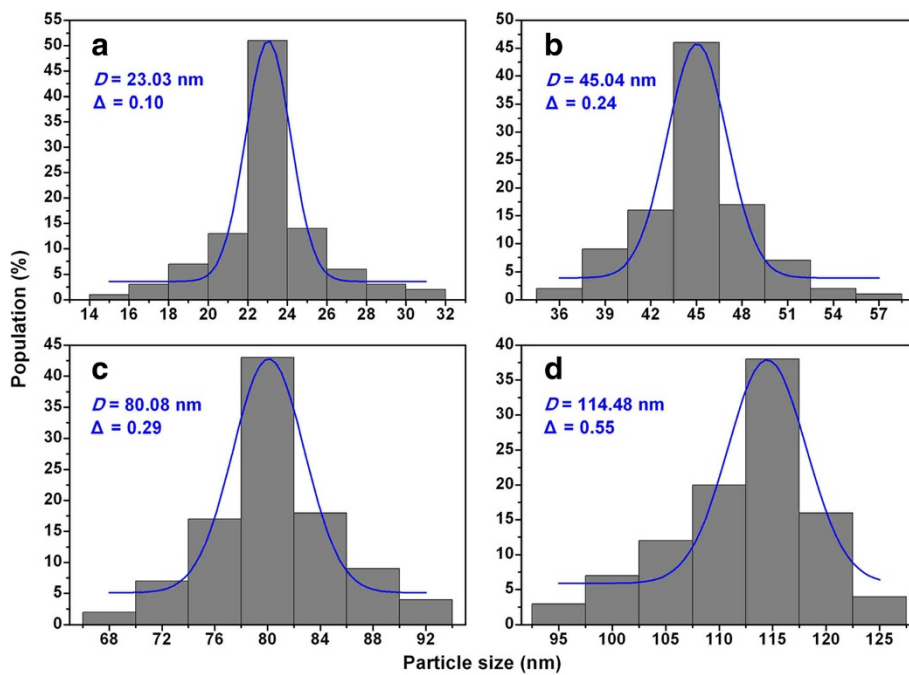 a
D = 23.03 nm
Δ = 0.10
55
50
45
40
35
30
25
20
15
10
5
0
14 16 18 20 22 24 26 28 30 32
b
D = 45.04 nm
Δ = 0.24
50
45
40
35
30
25
20
15
10
5
0
36 39 42 45 48 51 54 57
Population (%)
c
D = 80.08 nm
Δ = 0.29
45
40
35
30
25
20
15
10
5
0
68 72 76 80 84 88 92
d
D = 114.48 nm
Δ = 0.55
40
35
30
25
20
15
10
5
0
95 100 105 110 115 120 125
Particle size (nm)